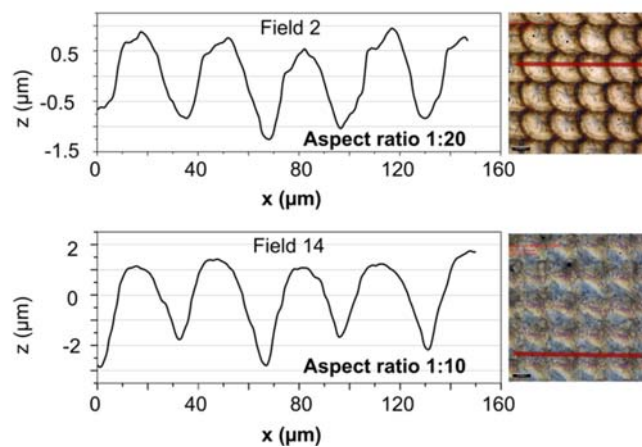 Field 2
0.5
-0.5
-1.5
z (µm)
Aspect ratio 1:20
0 40 80 120 160
x (µm)
Field 14
2
0
-2
z (µm)
Aspect ratio 1:10
0 40 80 120 160
x (µm)